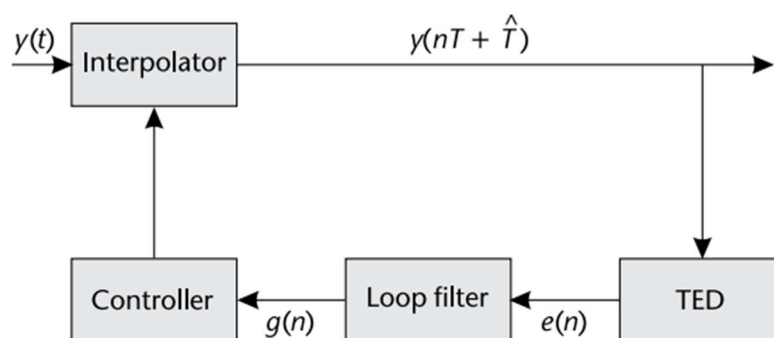 y(t)
Interpolator
y(nT + T̂)
Controller
g(n)
Loop filter
e(n)
TED